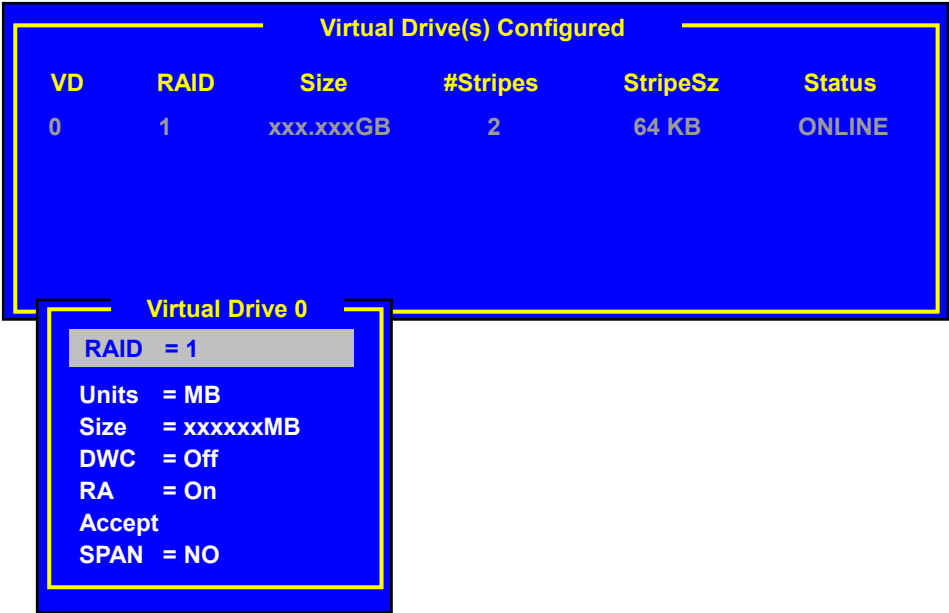 Virtual Drive(s) Configured
VD RAID Size #Stripes StripeSz Status
0 1 xxx.xxxGB 2 64 KB ONLINE
Virtual Drive 0
RAID = 1
Units = MB
Size = xxxxxxMB
DWC = Off
RA = On
Accept
SPAN = NO